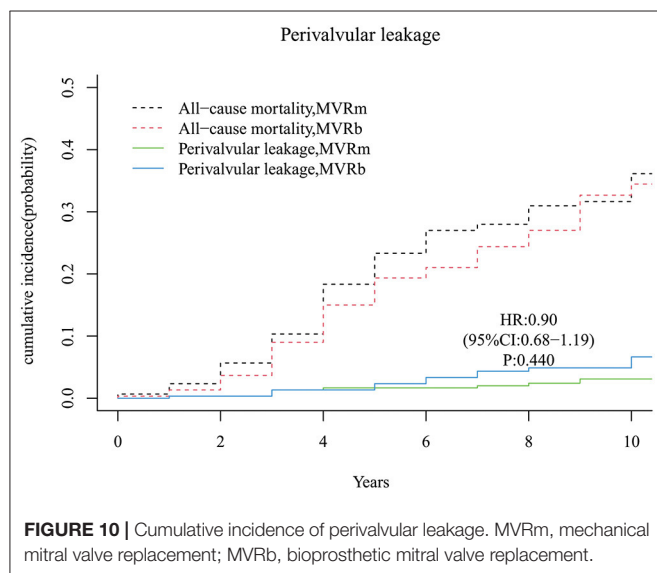 Perivalvular leakage
cumulative incidence(probability)
0.5
0.4
0.3
0.2
0.1
0.0
All−cause mortality,MVRm
All−cause mortality,MVRb
Perivalvular leakage,MVRm
Perivalvular leakage,MVRb
HR:0.90
(95%CI:0.68−1.19)
P:0.440
0 2 4 6 8 10
Years
FIGURE 10 | Cumulative incidence of perivalvular leakage. MVRm, mechanical
mitral valve replacement; MVRb, bioprosthetic mitral valve replacement.